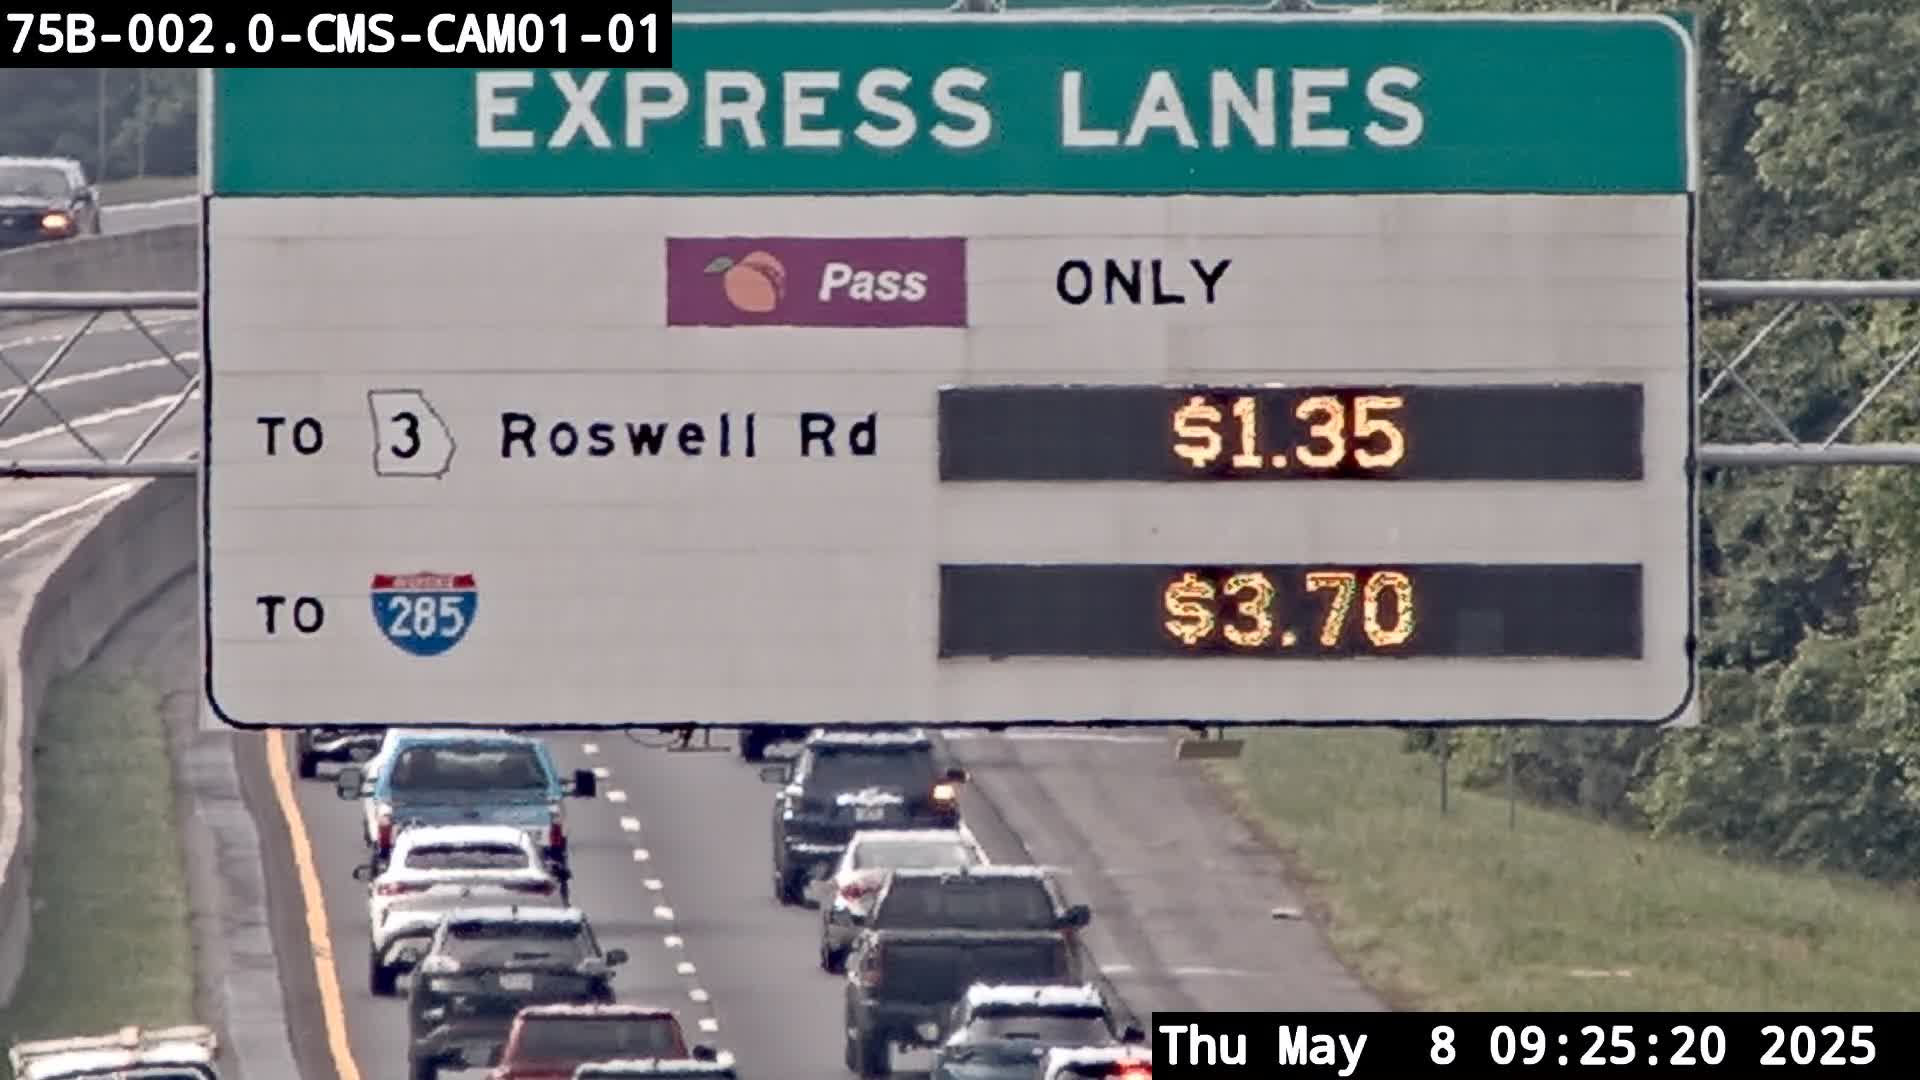 75B-002.0-CMS-CAM01-01
EXPRESS LANES
Pass ONLY
TO 3 Roswell Rd $1.35
TO 285 $3.70
Thu May 8 09:25:20 2025